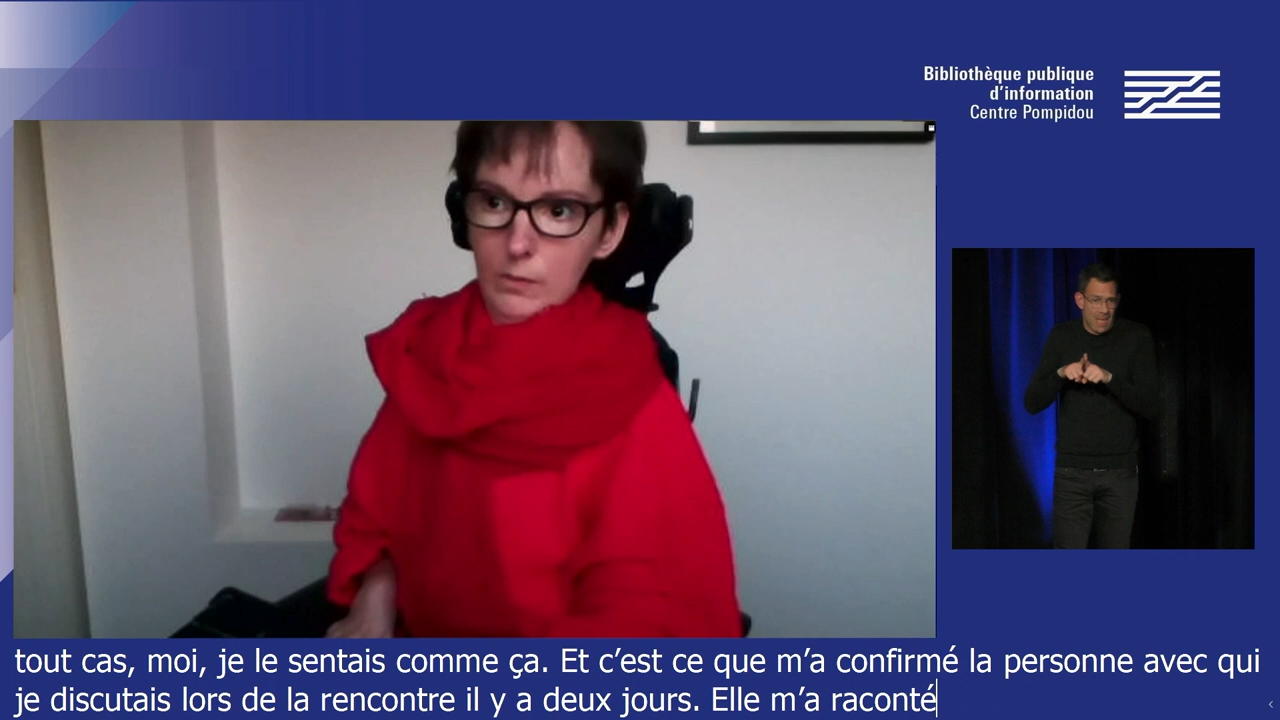 Bibliothèque publique
d’information
Centre Pompidou
tout cas, moi, je le sentais comme ça. Et c’est ce que m’a confirmé la personne avec qui
je discutais lors de la rencontre il y a deux jours. Elle m’a raconté